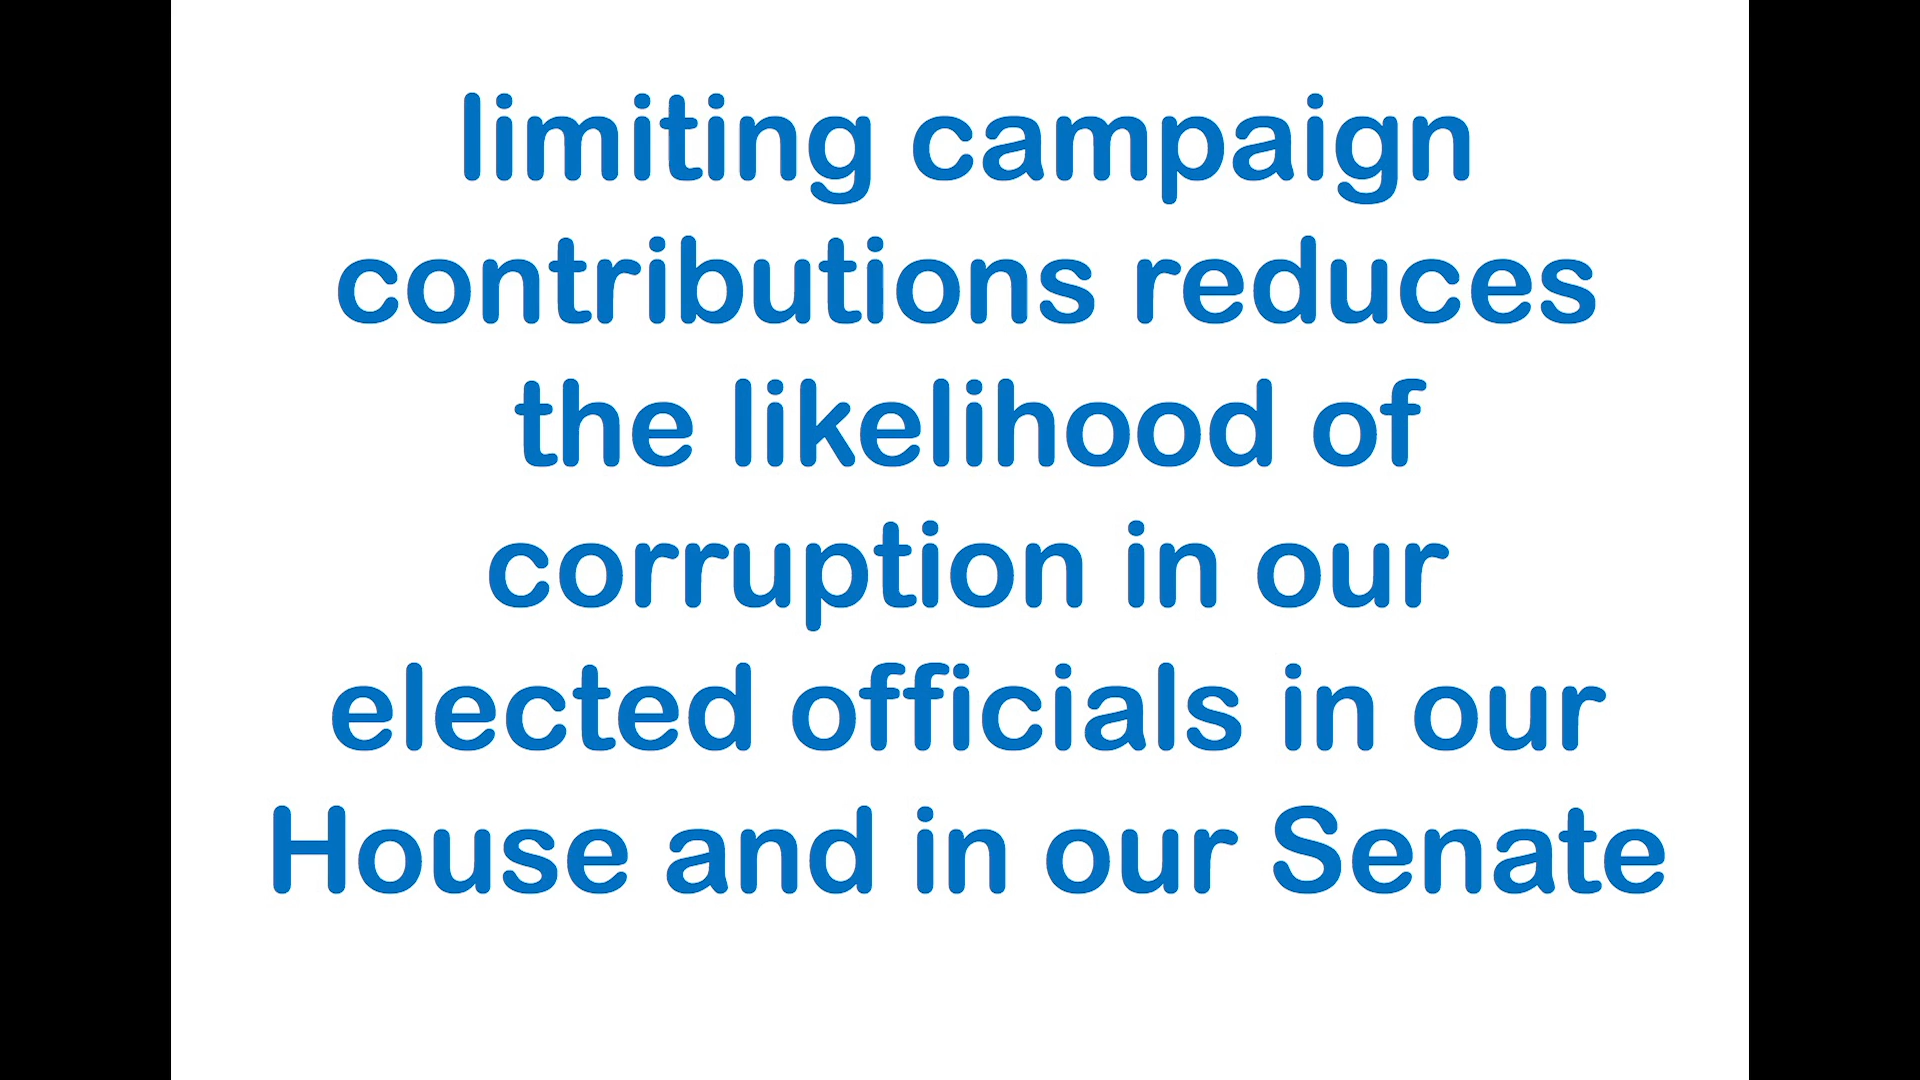 limiting campaign
contributions reduces
the likelihood of
corruption in our
elected officials in our
House and in our Senate